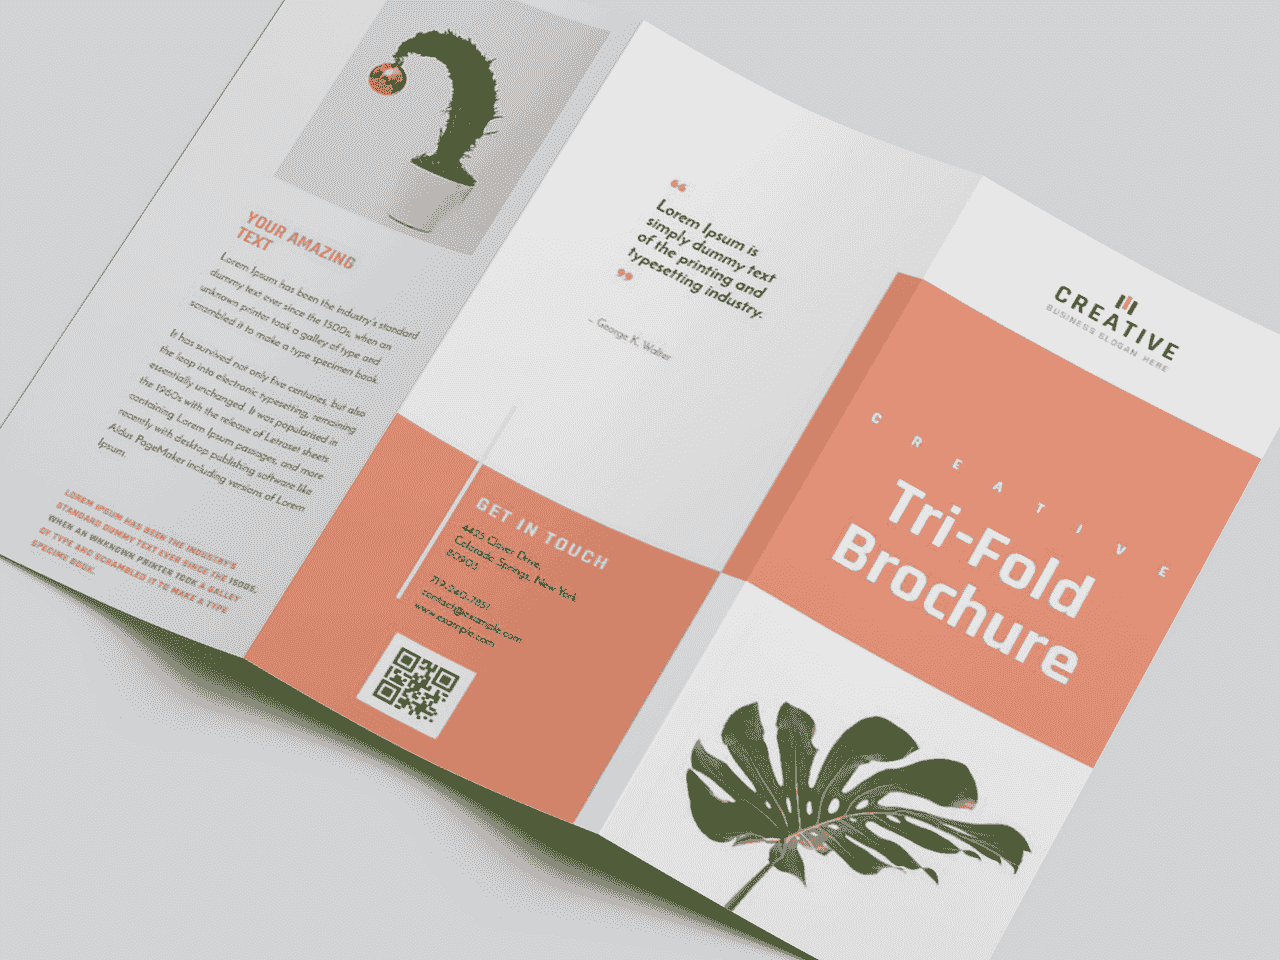 YOUR AMAZING
TEXT
Lorem Ipsum has been the industry's standard
dummy text ever since the 1500s, when an
unknown printer took a galley of type and
scrambled it to make a type specimen book.
It has survived not only five centuries, but also
the leap into electronic typesetting, remaining
essentially unchanged. It was popularised in
the 1960s with the release of Letraset sheets
containing Lorem Ipsum passages, and more
recently with desktop publishing software like
Aldus PageMaker including versions of Lorem
Ipsum.
LOREM IPSUM HAS BEEN THE INDUSTRY'S
STANDARD DUMMY TEXT EVER SINCE THE 1500S,
WHEN AN UNKNOWN PRINTER TOOK A GALLEY
OF TYPE AND SCRAMBLED IT TO MAKE A TYPE
SPECIME BOOK.
“
Lorem Ipsum is
simply dummy text
of the printing and
typesetting industry.
”
- George K. Walker
GET IN TOUCH
4425 Clover Drive,
Colorado Springs, New York
80903
719-240-7851
contact@example.com
www.example.com
CREATIVE
BUSINESS SLOGAN HERE
CREATIVE
Tri-Fold
Brochure